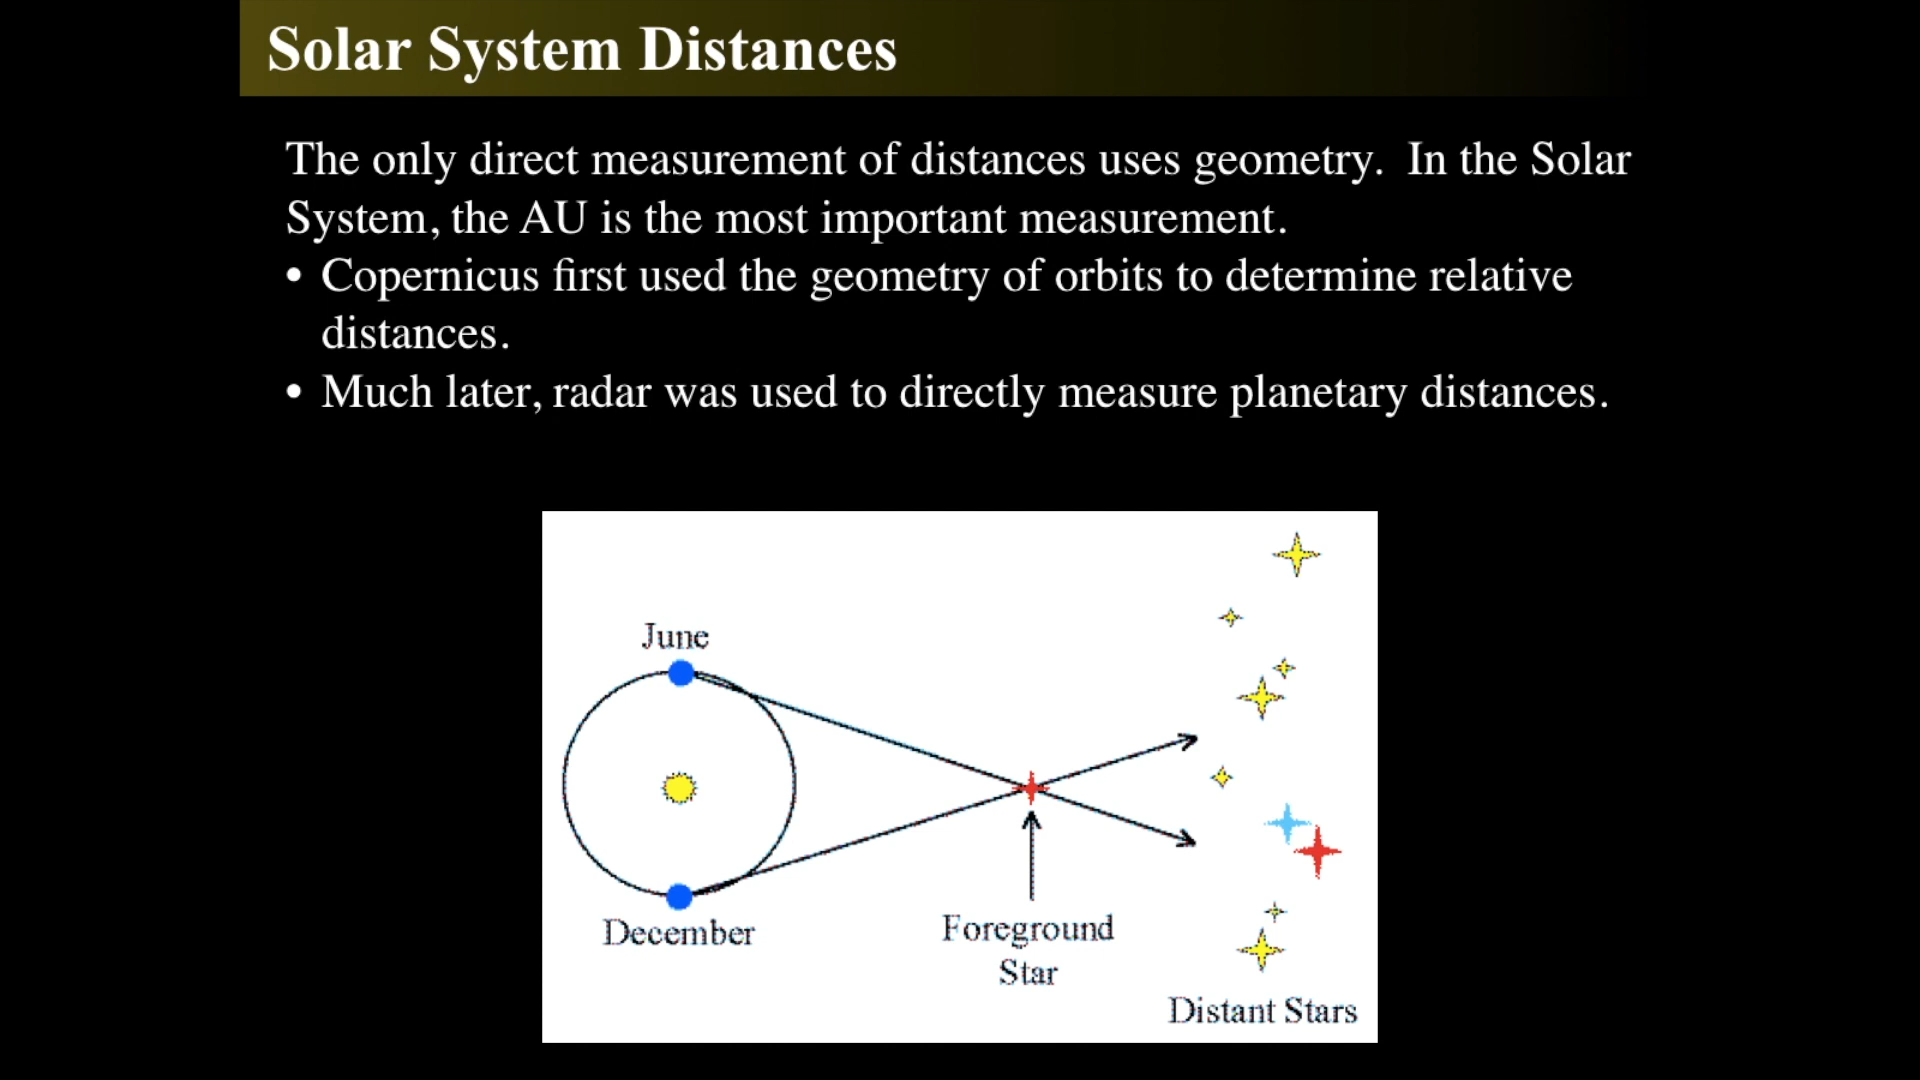 Solar System Distances
The only direct measurement of distances uses geometry.  In the Solar
System, the AU is the most important measurement.
• Copernicus first used the geometry of orbits to determine relative
distances.
• Much later, radar was used to directly measure planetary distances.
June
December
Foreground
Star
Distant Stars